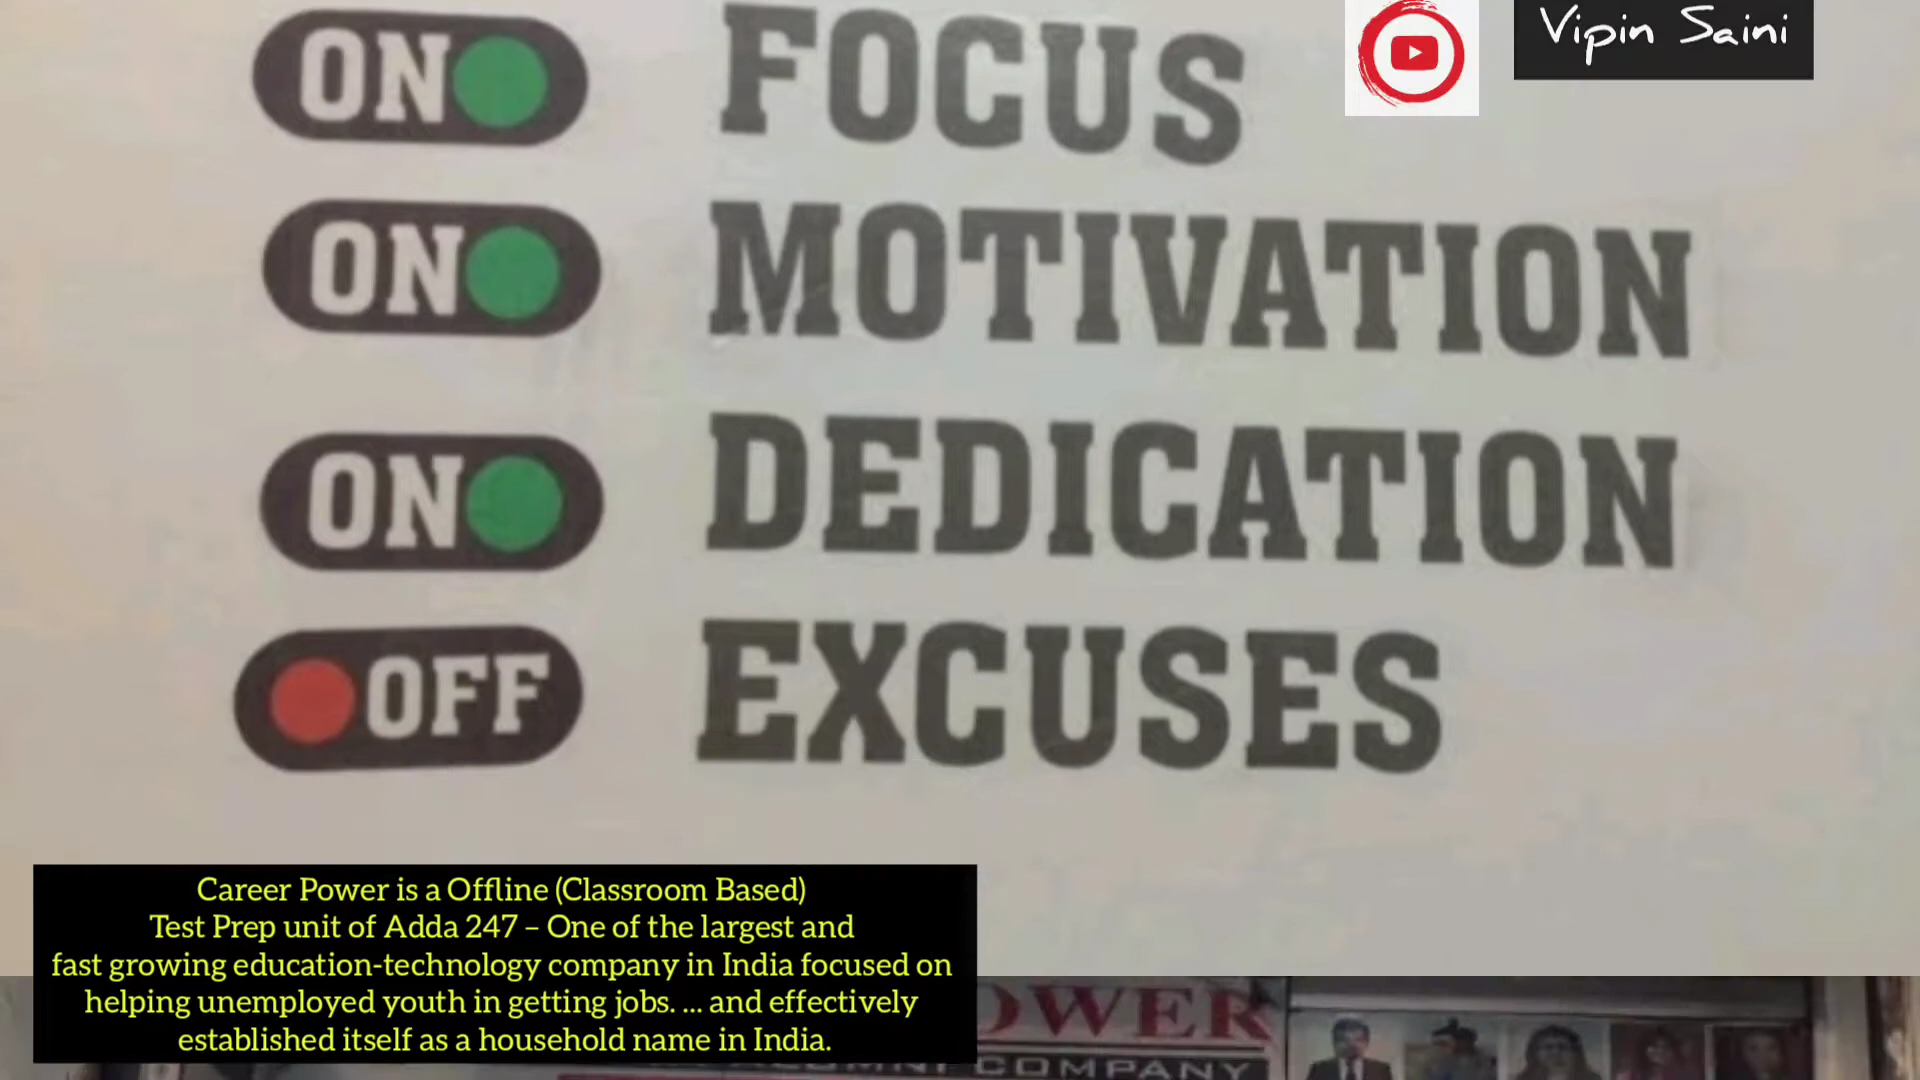 Vipin Saini
ON FOCUS
ON MOTIVATION
ON DEDICATION
OFF EXCUSES
Career Power is a Offline (Classroom Based)
Test Prep unit of Adda 247 – One of the largest and
fast growing education-technology company in India focused on
helping unemployed youth in getting jobs. ... and effectively
established itself as a household name in India.
OWER
ALUMNI COMPANY